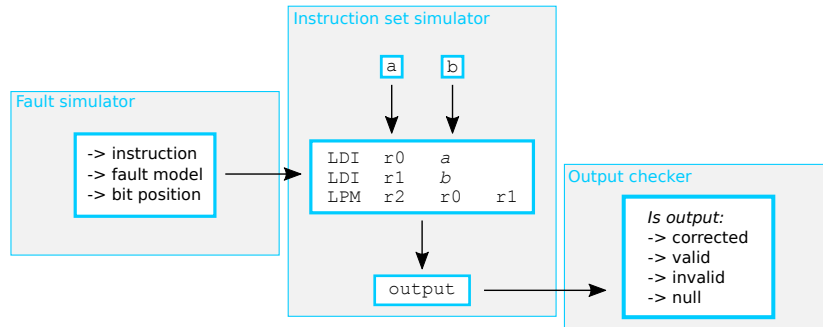 Fault simulator
-> instruction
-> fault model
-> bit position
Instruction set simulator
a b
LDI r0 a
LDI r1 b
LPM r2 r0 r1
output
Output checker
Is output:
-> corrected
-> valid
-> invalid
-> null